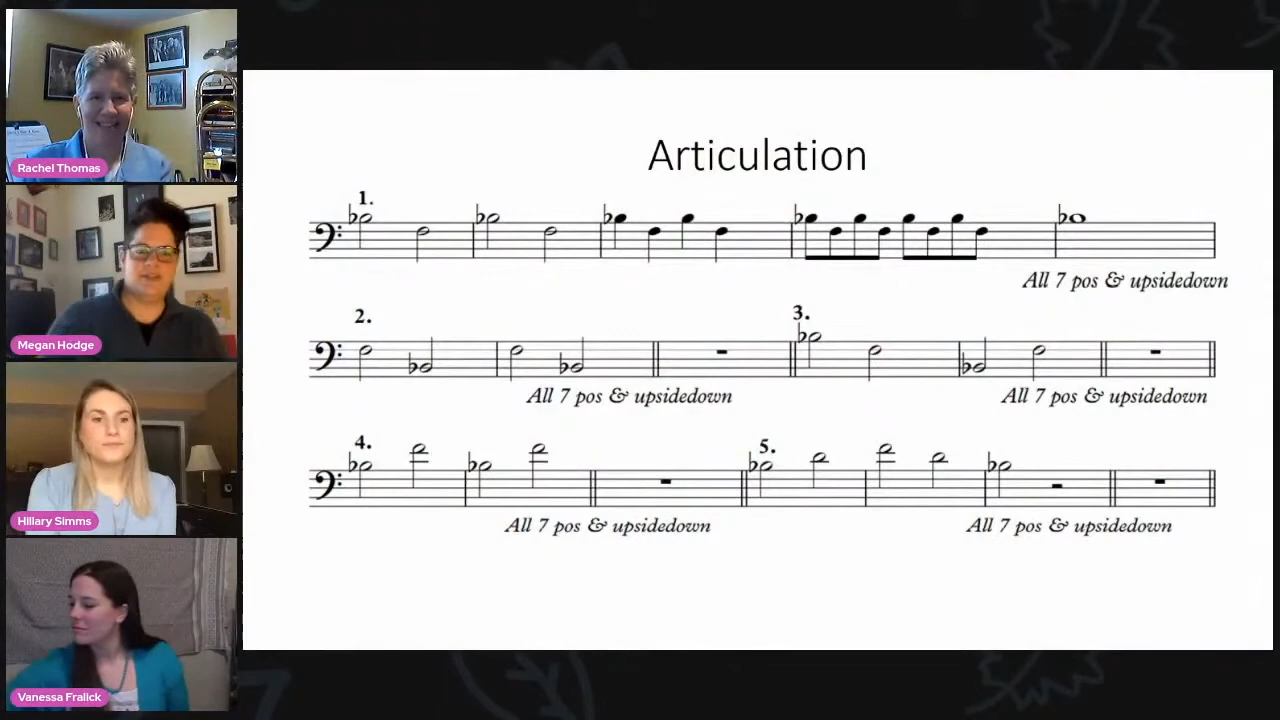 Rachel Thomas
Megan Hodge
Hillary Simms
Vanessa Fralick
Articulation
1.
All 7 pos & upsidedown
2.
3.
All 7 pos & upsidedown
All 7 pos & upsidedown
4.
5.
All 7 pos & upsidedown
All 7 pos & upsidedown